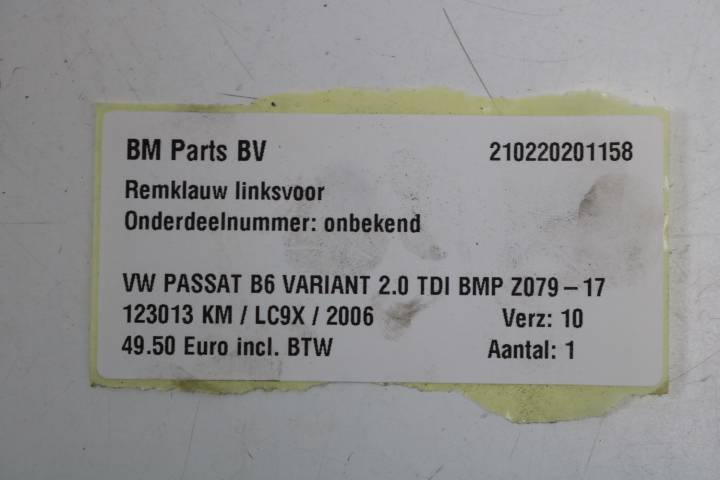 BM Parts BV 210220201158
Remklauw linksvoor
Onderdeelnummer: onbekend
VW PASSAT B6 VARIANT 2.0 TDI BMP Z079-17
123013 KM / LC9X / 2006 Verz: 10
49.50 Euro incl. BTW Aantal: 1